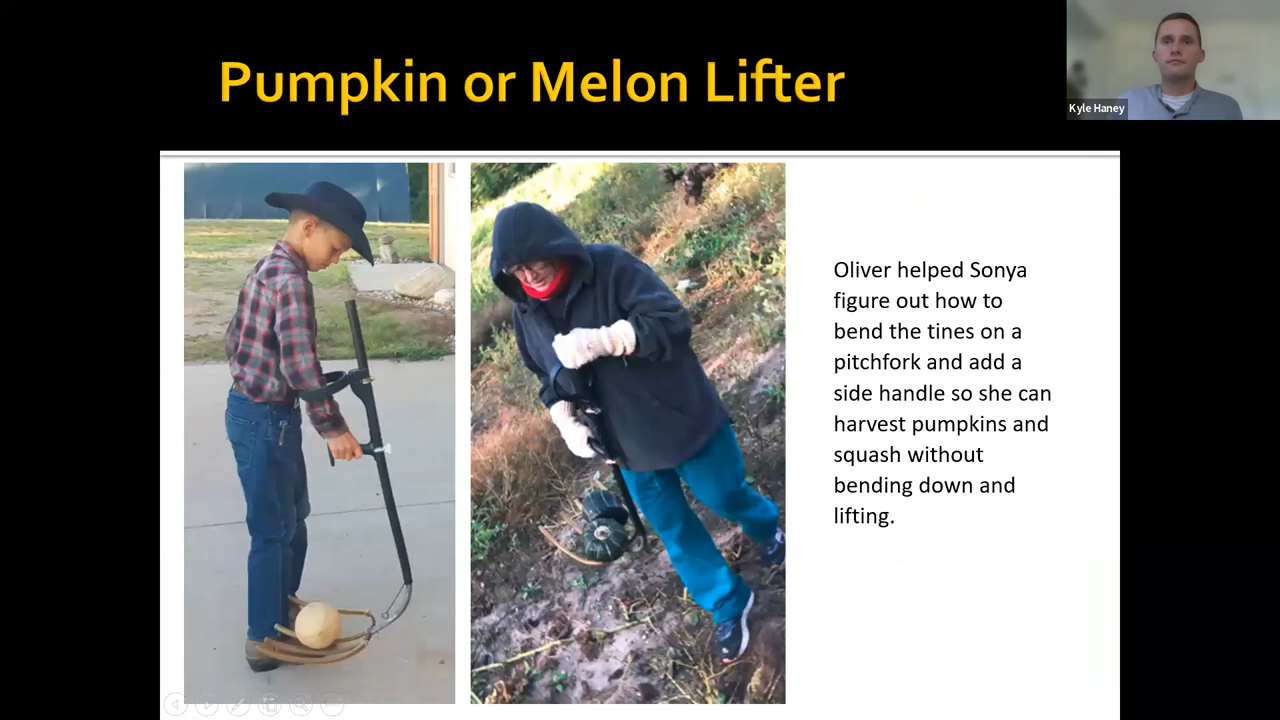 Pumpkin or Melon Lifter
Kyle Haney
Oliver helped Sonya
figure out how to
bend the tines on a
pitchfork and add a
side handle so she can
harvest pumpkins and
squash without
bending down and
lifting.